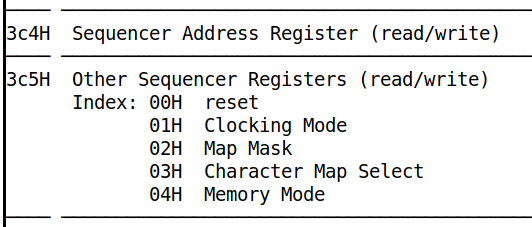 3c4H Sequencer Address Register (read/write)
3c5H Other Sequencer Registers (read/write)
Index: 00H reset
01H Clocking Mode
02H Map Mask
03H Character Map Select
04H Memory Mode